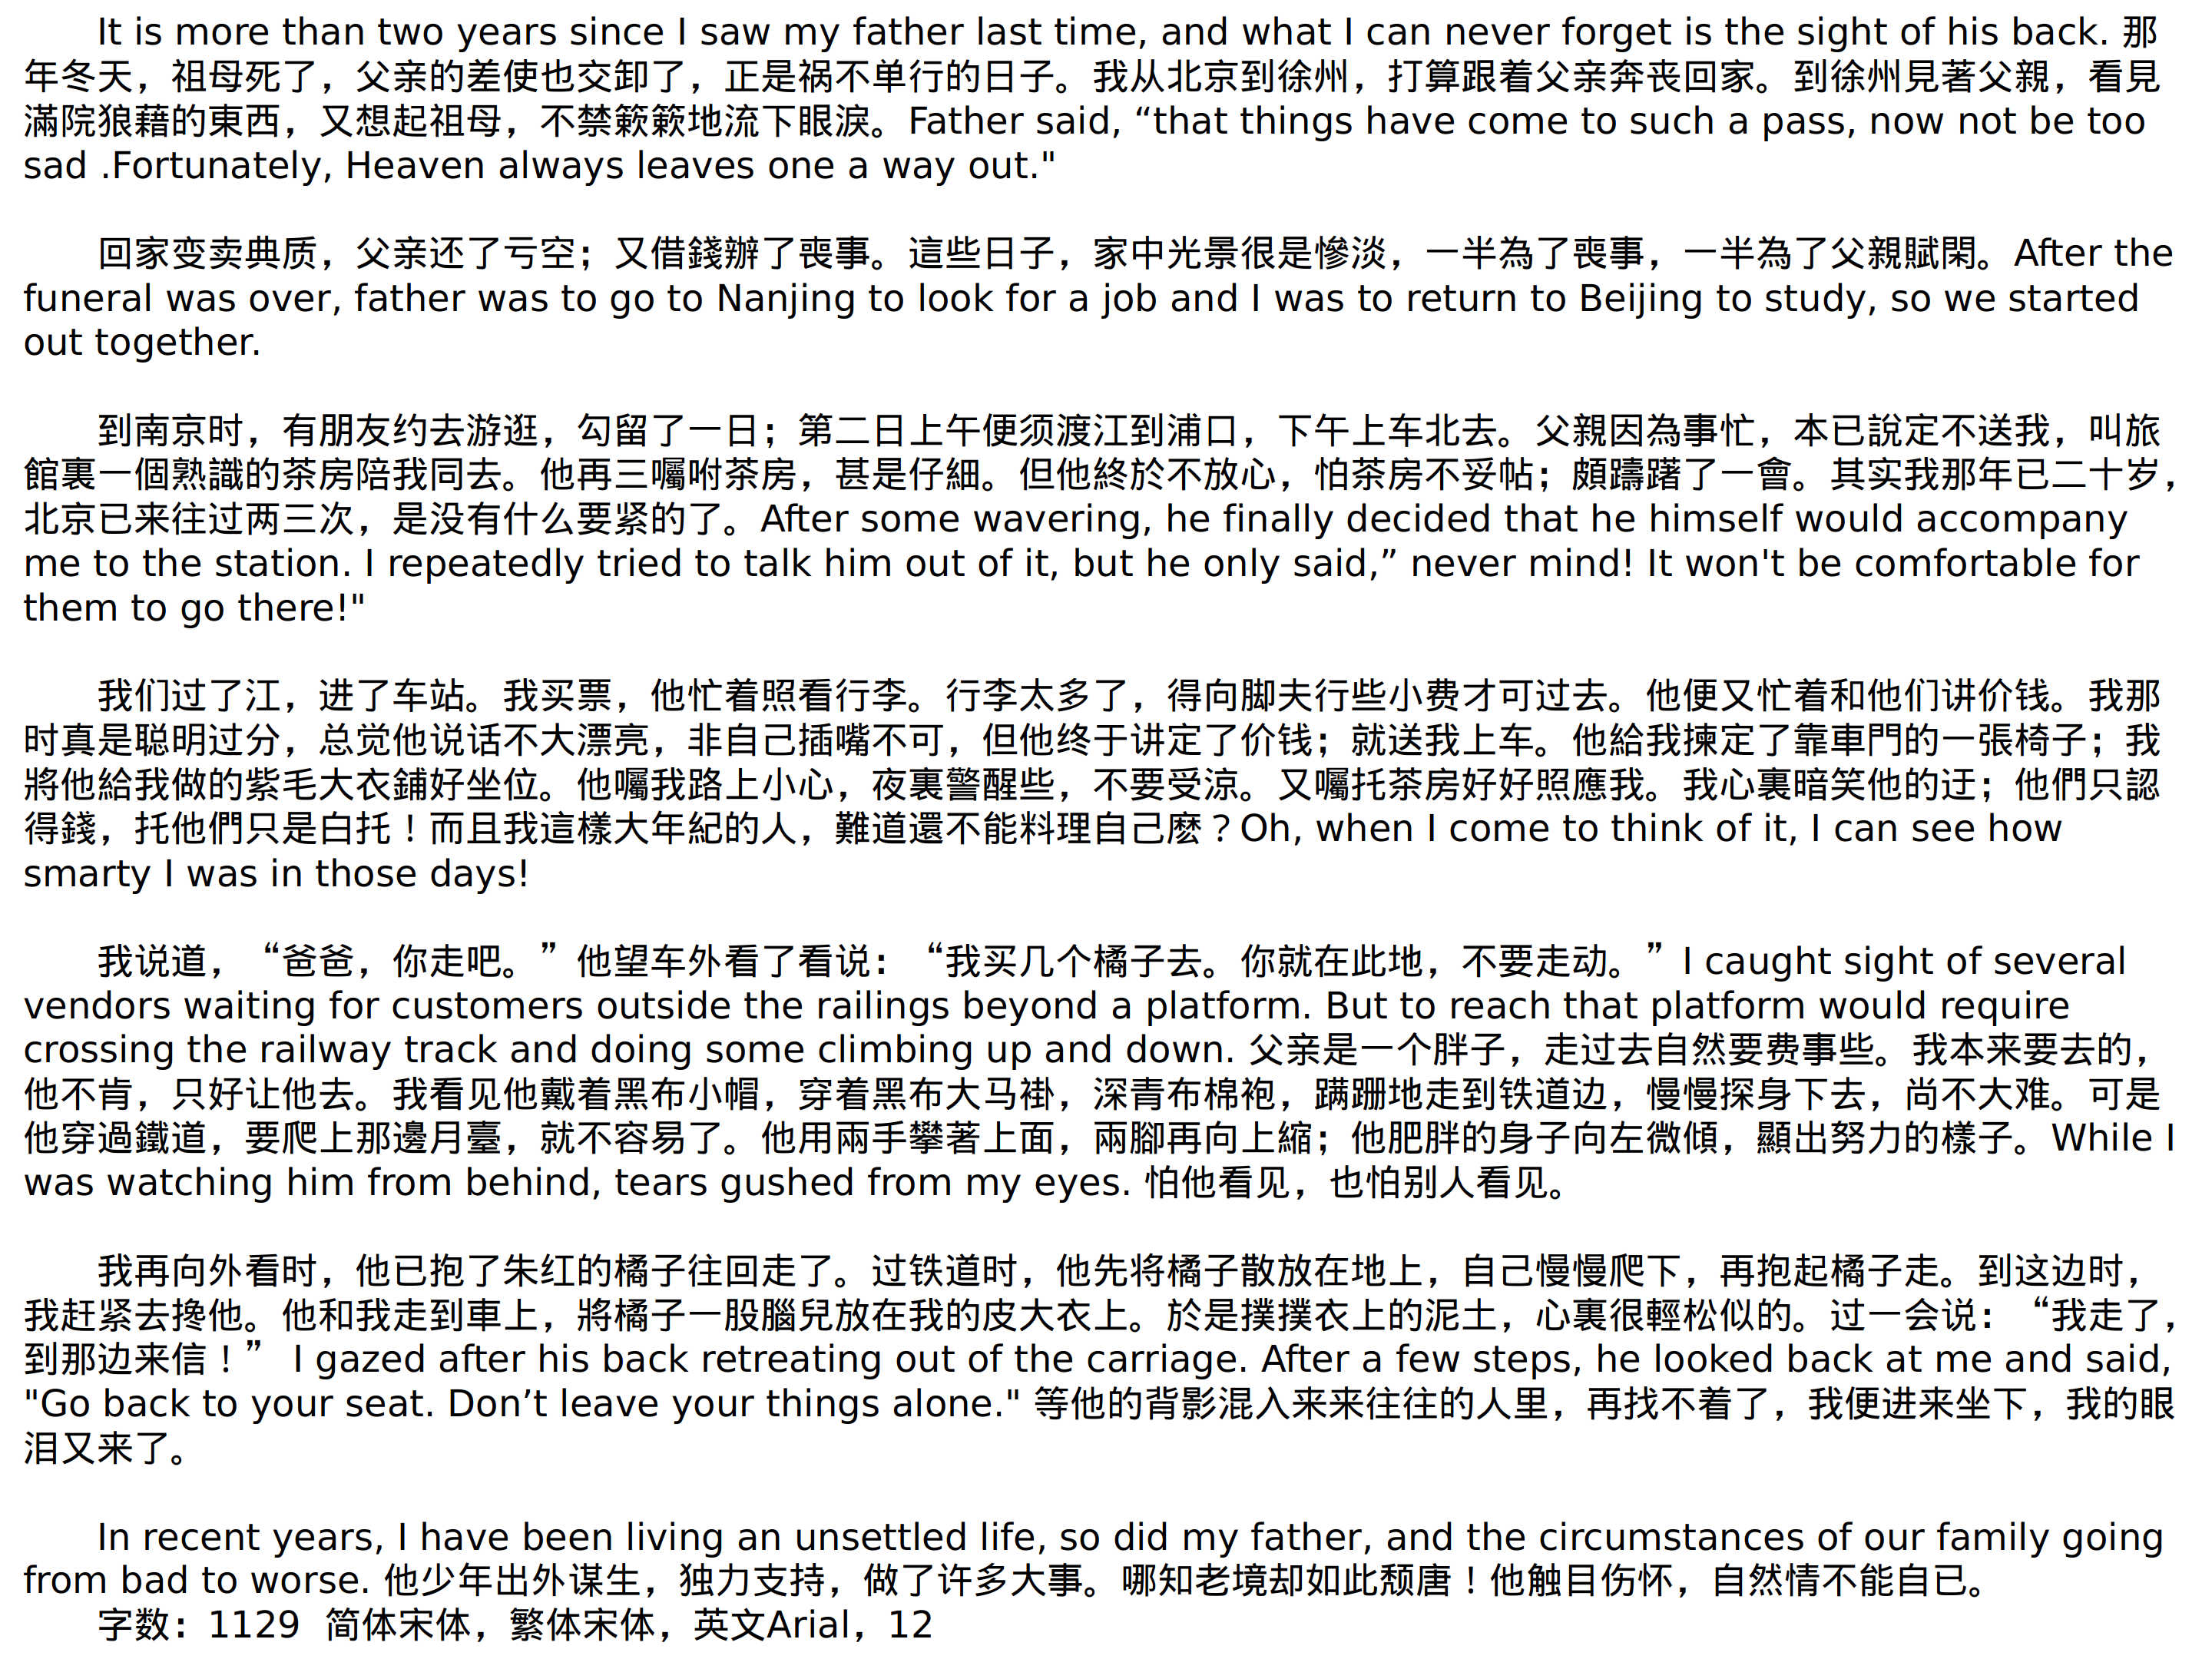 It is more than two years since I saw my father last time, and what I can never forget is the sight of his back. 那
年冬天，祖母死了，父亲的差使也交卸了，正是祸不单行的日子。我从北京到徐州，打算跟着父亲奔丧回家。到徐州見著父親，看見
滿院狼藉的東西，又想起祖母，不禁簌簌地流下眼淚。Father said, “that things have come to such a pass, now not be too
sad .Fortunately, Heaven always leaves one a way out."
回家变卖典质，父亲还了亏空；又借錢辦了喪事。這些日子，家中光景很是慘淡，一半為了喪事，一半為了父親賦閑。After the
funeral was over, father was to go to Nanjing to look for a job and I was to return to Beijing to study, so we started
out together.
到南京时，有朋友约去游逛，勾留了一日；第二日上午便须渡江到浦口，下午上车北去。父親因為事忙，本已說定不送我，叫旅
館裏一個熟識的茶房陪我同去。他再三囑咐茶房，甚是仔細。但他終於不放心，怕茶房不妥帖；頗躊躇了一會。其实我那年已二十岁，
北京已来往过两三次，是没有什么要紧的了。After some wavering, he finally decided that he himself would accompany
me to the station. I repeatedly tried to talk him out of it, but he only said,” never mind! It won't be comfortable for
them to go there!"
我们过了江，进了车站。我买票，他忙着照看行李。行李太多了，得向脚夫行些小费才可过去。他便又忙着和他们讲价钱。我那
时真是聪明过分，总觉他说话不大漂亮，非自己插嘴不可，但他终于讲定了价钱；就送我上车。他給我揀定了靠車門的一張椅子；我
將他給我做的紫毛大衣鋪好坐位。他囑我路上小心，夜裏警醒些，不要受涼。又囑托茶房好好照應我。我心裏暗笑他的迂；他們只認
得錢，托他們只是白托！而且我這樣大年紀的人，難道還不能料理自己麽？Oh, when I come to think of it, I can see how
smarty I was in those days!
我说道，“爸爸，你走吧。”他望车外看了看说：“我买几个橘子去。你就在此地，不要走动。”I caught sight of several
vendors waiting for customers outside the railings beyond a platform. But to reach that platform would require
crossing the railway track and doing some climbing up and down. 父亲是一个胖子，走过去自然要费事些。我本来要去的，
他不肯，只好让他去。我看见他戴着黑布小帽，穿着黑布大马褂，深青布棉袍，蹒跚地走到铁道边，慢慢探身下去，尚不大难。可是
他穿過鐵道，要爬上那邊月臺，就不容易了。他用兩手攀著上面，兩腳再向上縮；他肥胖的身子向左微傾，顯出努力的樣子。While I
was watching him from behind, tears gushed from my eyes. 怕他看见，也怕别人看见。
我再向外看时，他已抱了朱红的橘子往回走了。过铁道时，他先将橘子散放在地上，自己慢慢爬下，再抱起橘子走。到这边时，
我赶紧去搀他。他和我走到車上，將橘子一股腦兒放在我的皮大衣上。於是撲撲衣上的泥土，心裏很輕松似的。过一会说：“我走了，
到那边来信！” I gazed after his back retreating out of the carriage. After a few steps, he looked back at me and said,
"Go back to your seat. Don’t leave your things alone." 等他的背影混入来来往往的人里，再找不着了，我便进来坐下，我的眼
泪又来了。
In recent years, I have been living an unsettled life, so did my father, and the circumstances of our family going
from bad to worse. 他少年出外谋生，独力支持，做了许多大事。哪知老境却如此颓唐！他触目伤怀，自然情不能自已。
字数：1129 简体宋体，繁体宋体，英文Arial，12